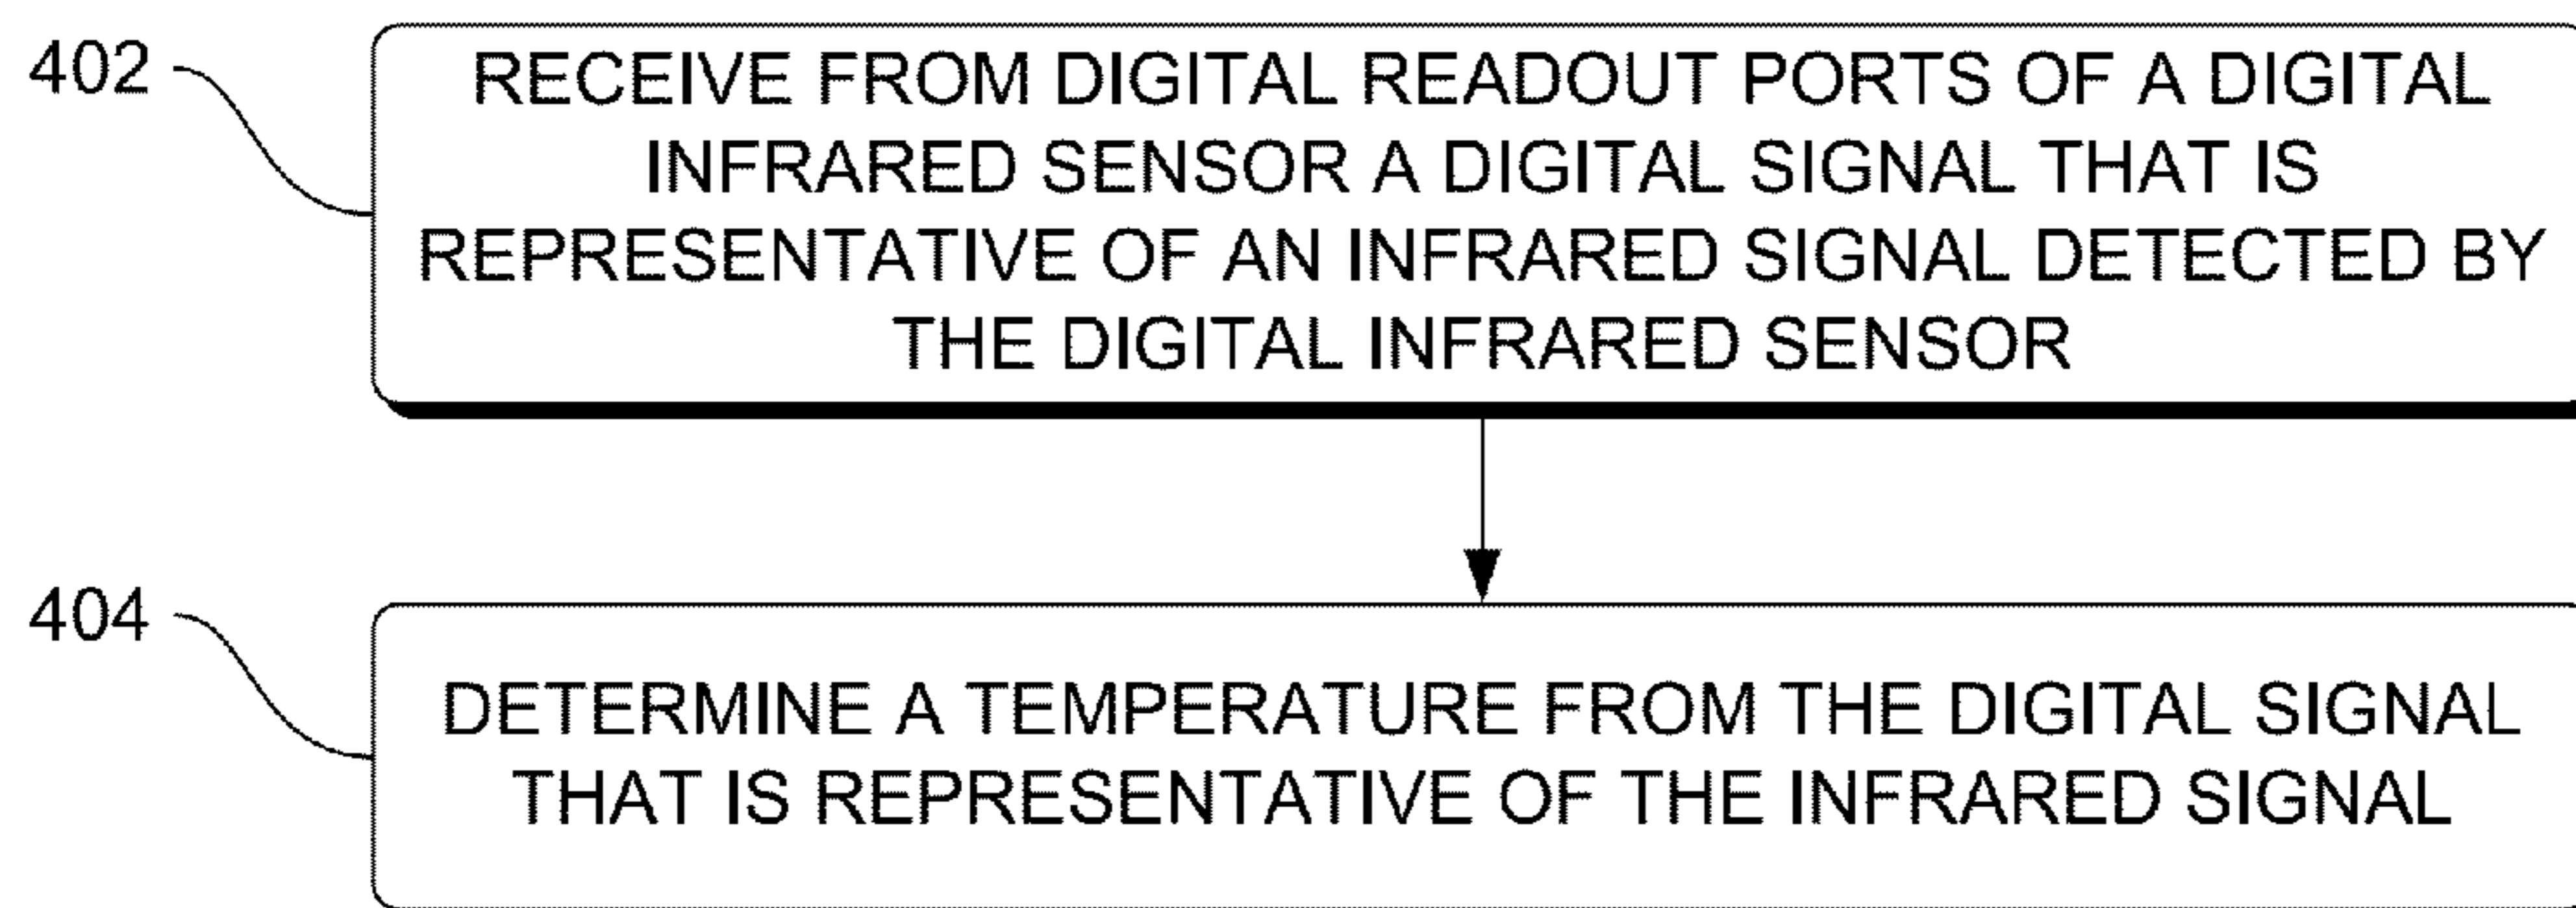 402
RECEIVE FROM DIGITAL READOUT PORTS OF A DIGITAL
INFRARED SENSOR A DIGITAL SIGNAL THAT IS
REPRESENTATIVE OF AN INFRARED SIGNAL DETECTED BY
THE DIGITAL INFRARED SENSOR
404
DETERMINE A TEMPERATURE FROM THE DIGITAL SIGNAL
THAT IS REPRESENTATIVE OF THE INFRARED SIGNAL